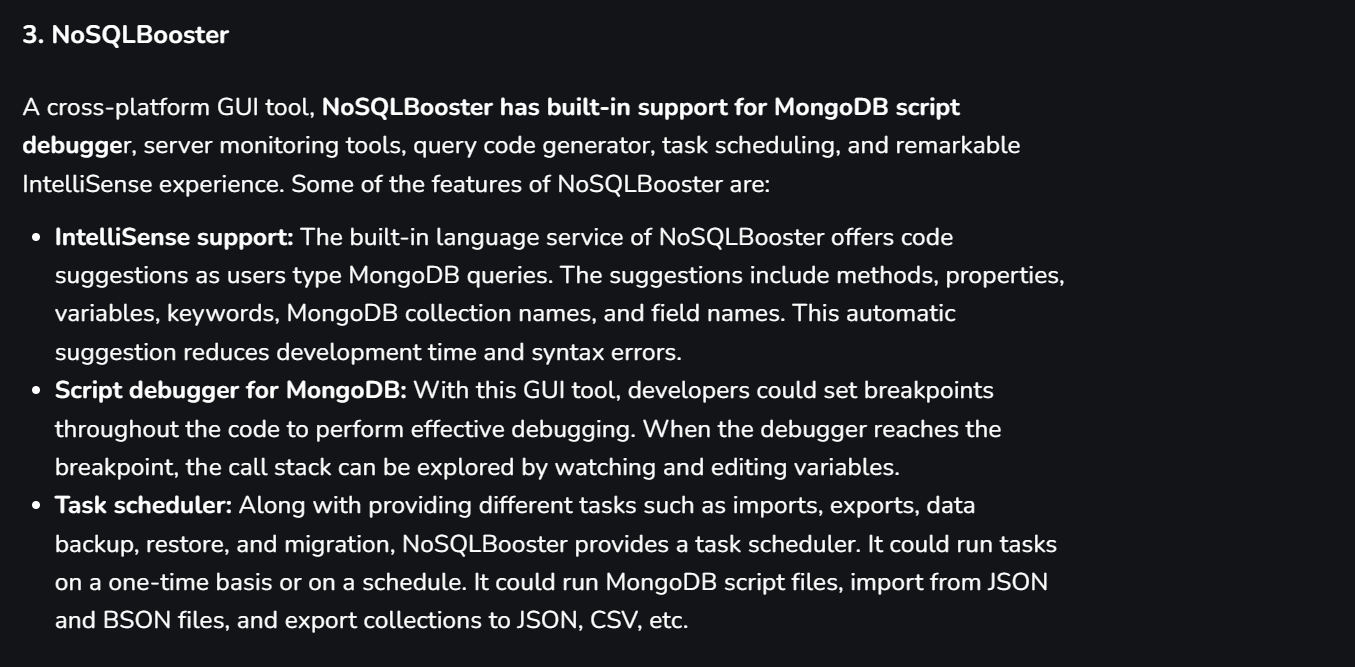 3. NoSQLBooster
A cross-platform GUI tool, NoSQLBooster has built-in support for MongoDB script
debugger, server monitoring tools, query code generator, task scheduling, and remarkable
IntelliSense experience. Some of the features of NoSQLBooster are:
• IntelliSense support: The built-in language service of NoSQLBooster offers code
suggestions as users type MongoDB queries. The suggestions include methods, properties,
variables, keywords, MongoDB collection names, and field names. This automatic
suggestion reduces development time and syntax errors.
• Script debugger for MongoDB: With this GUI tool, developers could set breakpoints
throughout the code to perform effective debugging. When the debugger reaches the
breakpoint, the call stack can be explored by watching and editing variables.
• Task scheduler: Along with providing different tasks such as imports, exports, data
backup, restore, and migration, NoSQLBooster provides a task scheduler. It could run tasks
on a one-time basis or on a schedule. It could run MongoDB script files, import from JSON
and BSON files, and export collections to JSON, CSV, etc.